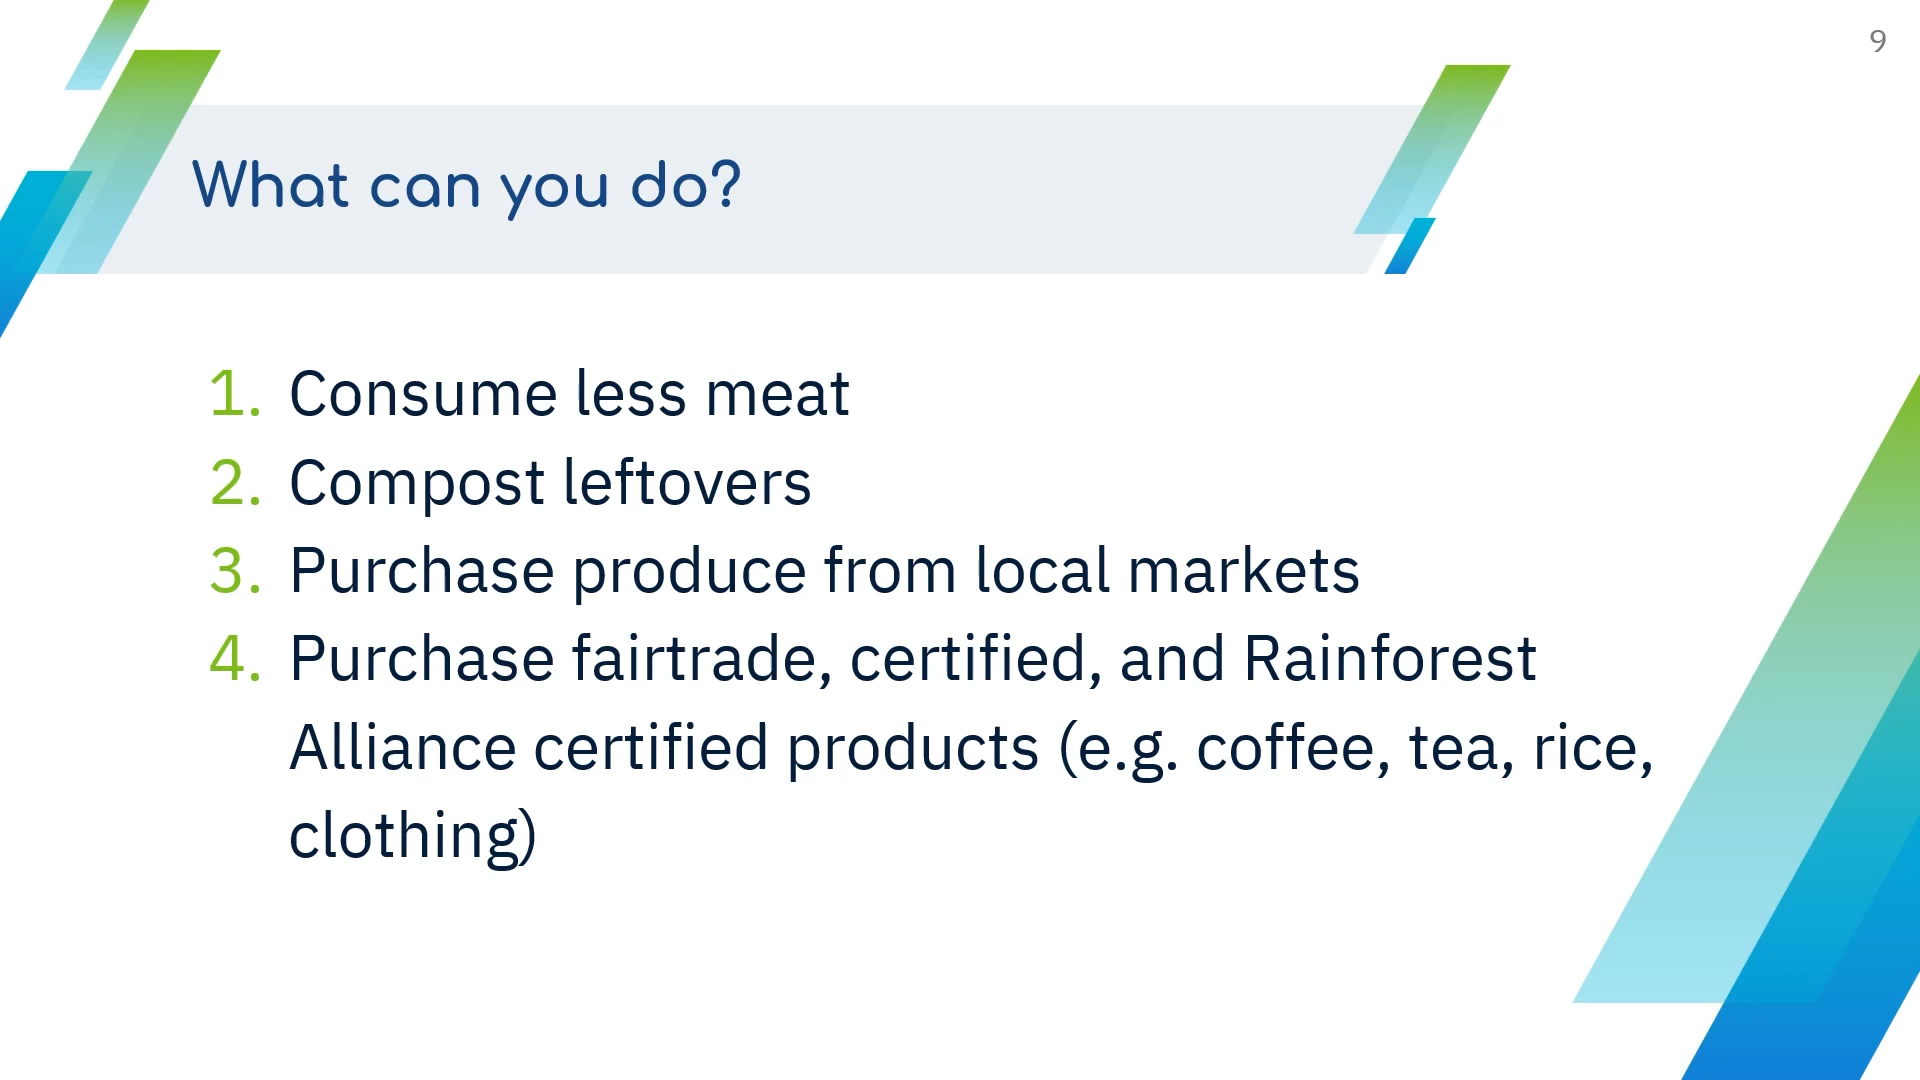 9
What can you do?
1. Consume less meat
2. Compost leftovers
3. Purchase produce from local markets
4. Purchase fairtrade, certified, and Rainforest
Alliance certified products (e.g. coffee, tea, rice,
clothing)